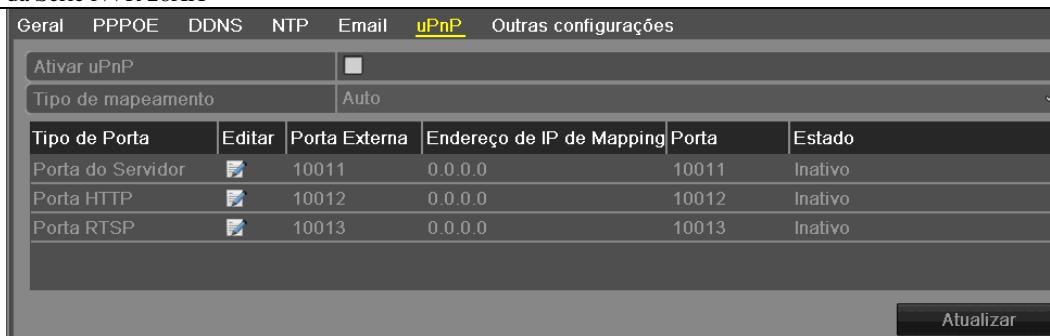 Geral PPPOE DDNS NTP Email uPnP Outras configurações
Ativar uPnP
Tipo de mapeamento Auto
Tipo de Porta Editar Porta Externa Endereço de IP de Mapping Porta Estado
Porta do Servidor 10011 0.0.0.0 10011 Inativo
Porta HTTP 10012 0.0.0.0 10012 Inativo
Porta RTSP 10013 0.0.0.0 10013 Inativo
Atualizar